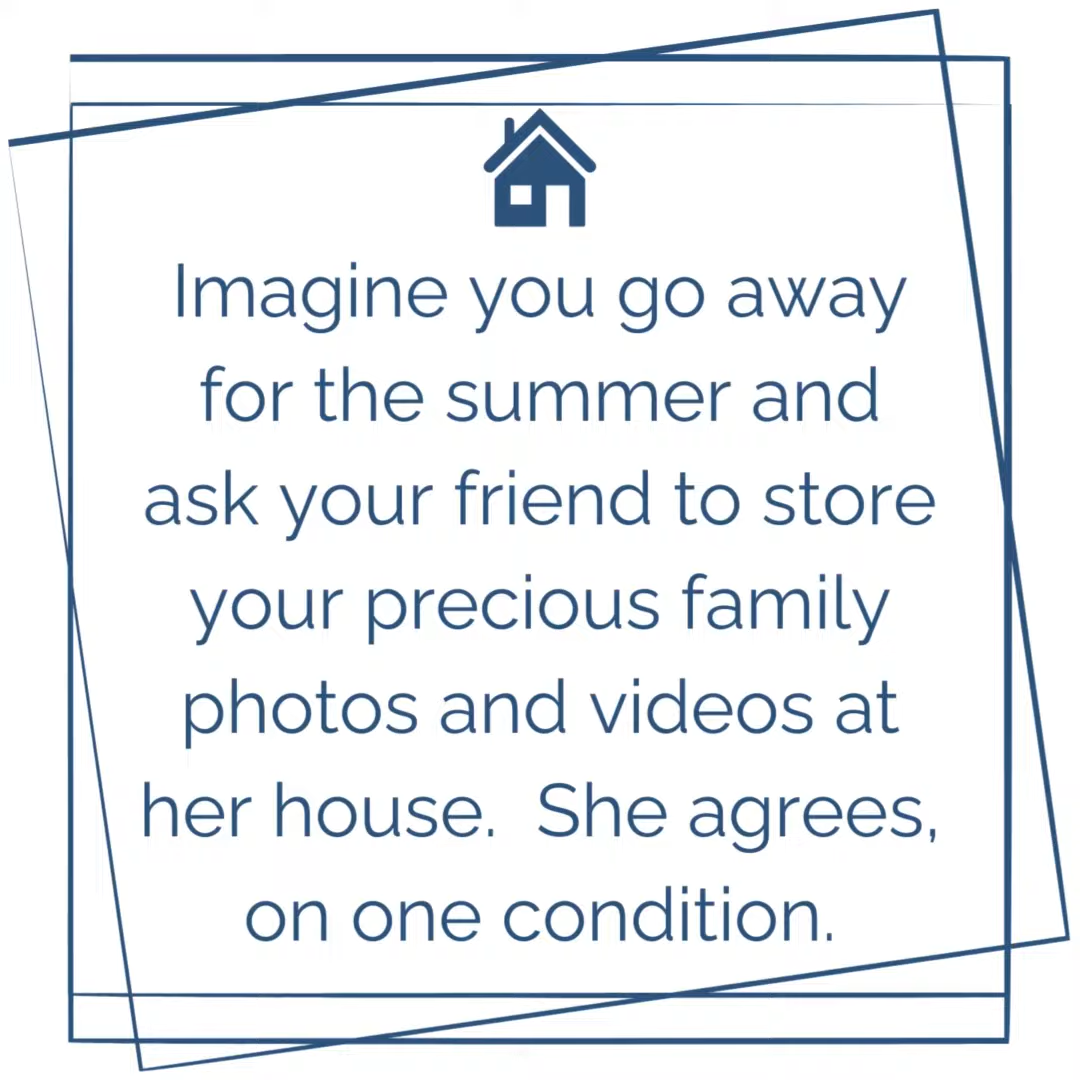 Imagine you go away
for the summer and
ask your friend to store
your precious family
photos and videos at
her house.  She agrees,
on one condition.